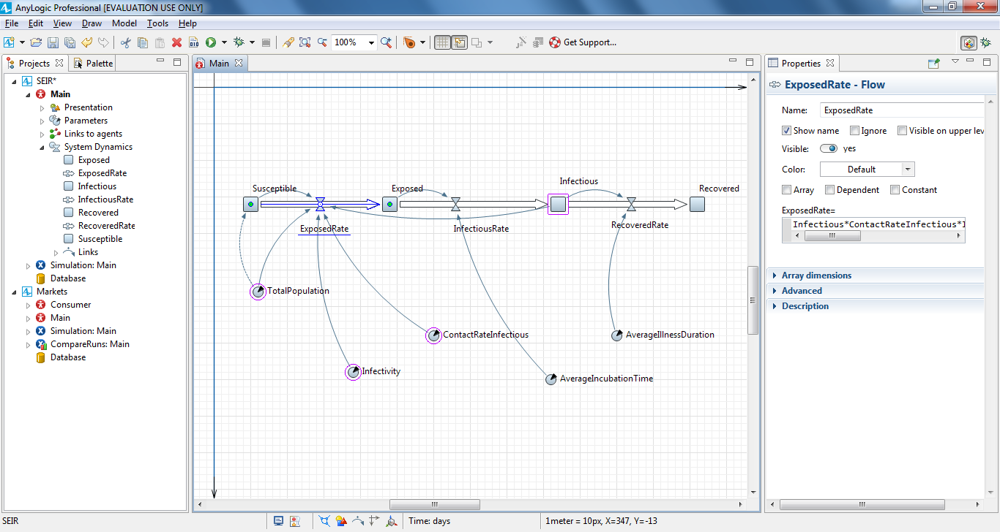 AnyLogic Professional [EVALUATION USE ONLY]
File Edit View Draw Model Tools Help
100% Get Support...
Projects Palette
SEIR*
Main
Presentation
Parameters
Links to agents
System Dynamics
Exposed
ExposedRate
Infectious
InfectiousRate
Recovered
RecoveredRate
Susceptible
Links
Simulation: Main
Database
Markets
Consumer
Main
Simulation: Main
CompareRuns: Main
Database
Main
Susceptible
Exposed
Infectious
Recovered
ExposedRate
InfectiousRate
RecoveredRate
TotalPopulation
ContactRateInfectious
AverageIllnessDuration
Infectivity
AverageIncubationTime
Properties
ExposedRate - Flow
Name: ExposedRate
Show name Ignore Visible on upper lev
Visible: yes
Color: Default
Array Dependent Constant
ExposedRate=
Infectious*ContactRateInfectious*I
Array dimensions
Advanced
Description
SEIR Time: days 1meter = 10px, X=347, Y=-13